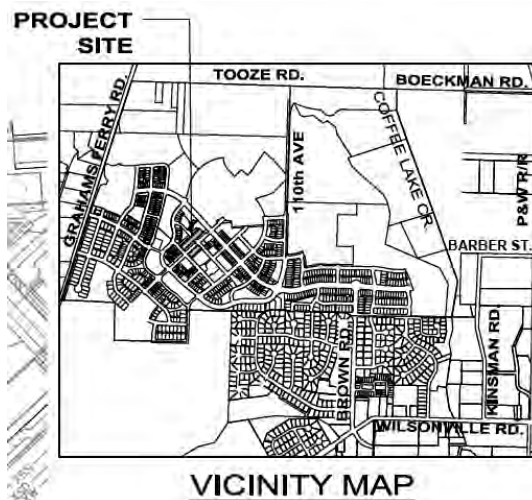 PROJECT
SITE
TOOZE RD.
BOECKMAN RD.
GRAHAMS FERRY RD.
110th AVE
COFFEE LAKE CR.
P&W R/R
BARBER ST.
KINSMAN RD.
BROWN RD.
WILSONVILLE RD.
VICINITY MAP